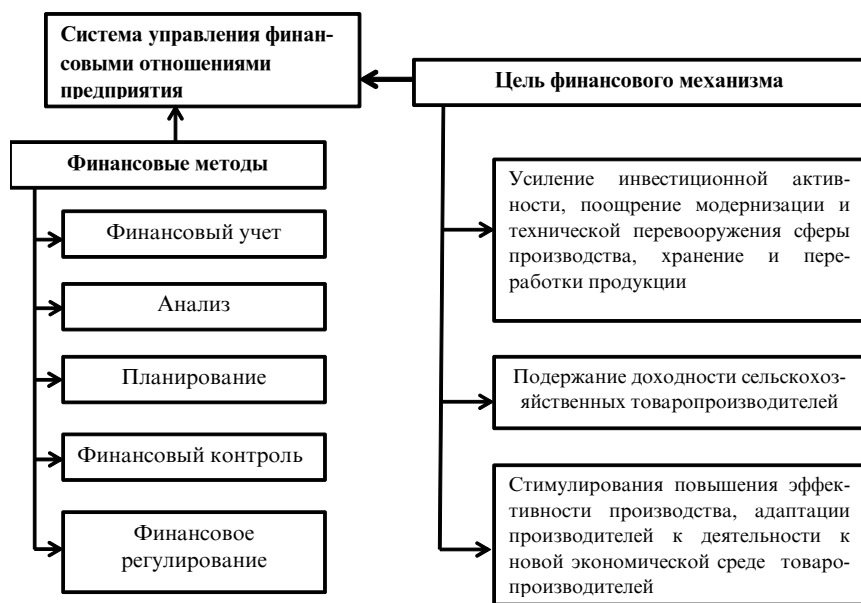 Система управления финан-
совыми отношениями
предприятия
Цель финансового механизма
Финансовые методы
Финансовый учет
Анализ
Планирование
Финансовый контроль
Финансовое
регулирование
Усиление инвестиционной актив-
ности, поощрение модернизации и
технической перевооружения сферы
производства, хранение и пере-
работки продукции
Подержание доходности сельскохоз-
яйственных товаропроизводителей
Стимулирования повышения эффек-
тивности производства, адаптации
производителей к деятельности к
новой экономической среде товаро-
производителей